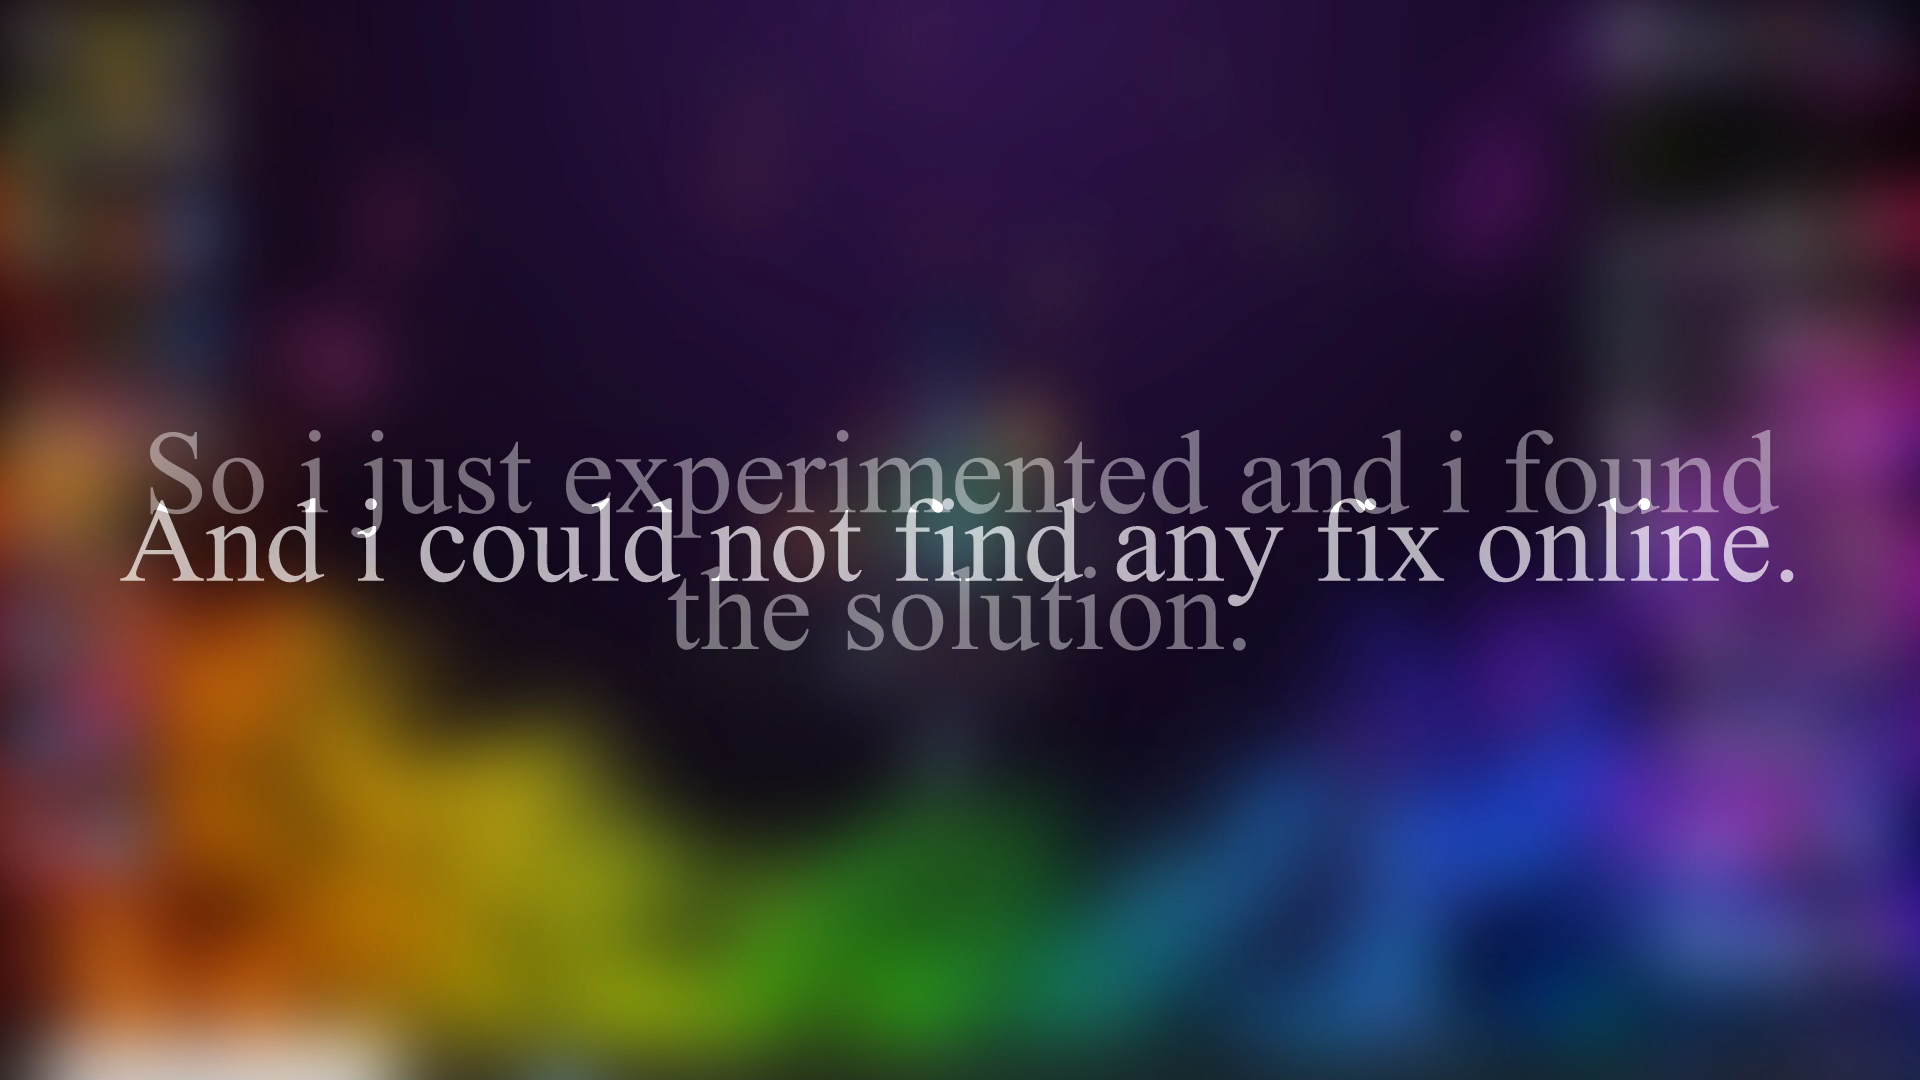 So i just experimented and i found
And i could not find any fix online.
the solution.